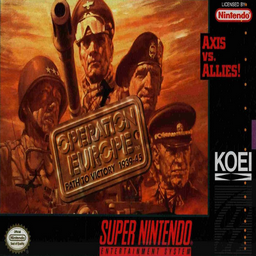 LICENSED BY
Nintendo
AXIS
VS.
ALLIES!
OPERATION
EUROPE:
PATH TO VICTORY 1939-45
KOEI
SUPER NINTENDO
ENTERTAINMENT SYSTEM